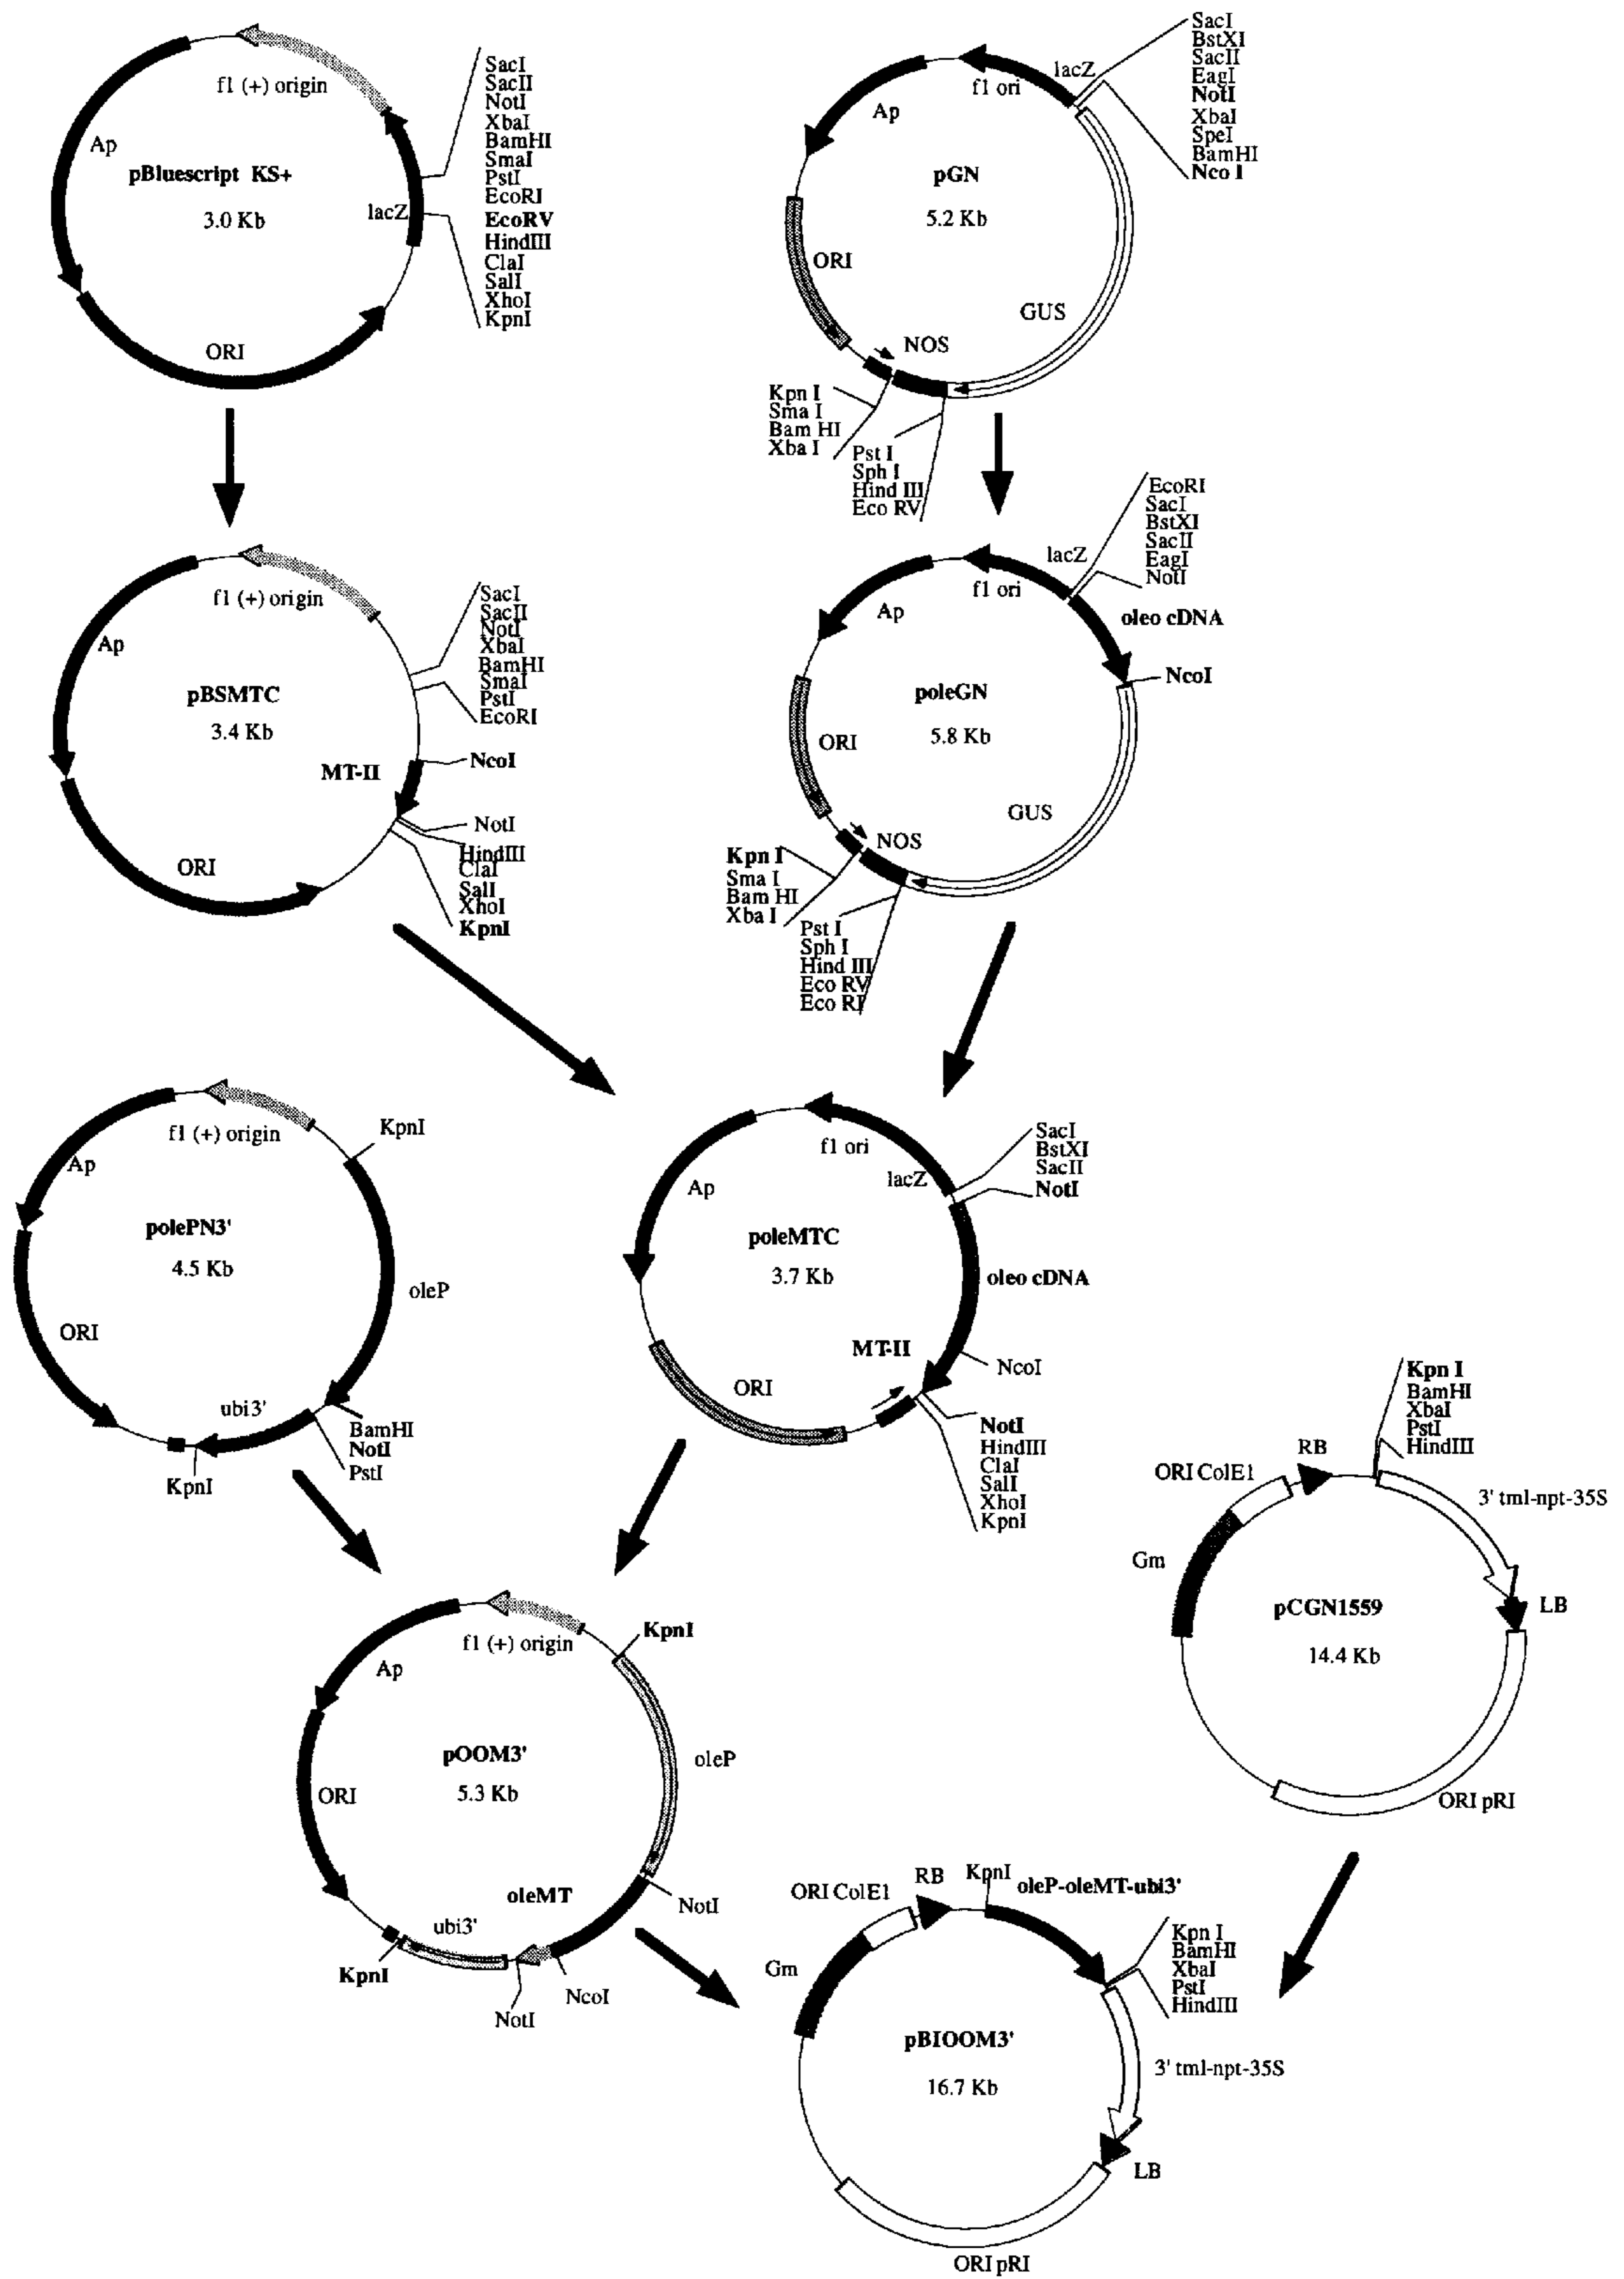 f1 (+) origin
Ap
pBluescript KS+
3.0 Kb
lacZ
ORI
SacI
SacII
NotI
XbaI
BamHI
SmaI
PstI
EcoRI
EcoRV
HindIII
ClaI
SalI
XhoI
KpnI
lacZ
f1 ori
Ap
pGN
5.2 Kb
ORI
GUS
NOS
SacI
BstXI
SacII
EagI
NotI
XbaI
SpeI
BamHI
Nco I
Kpn I
Sma I
Bam HI
Xba I
Pst I
Sph I
Hind III
Eco RV
f1 (+) origin
Ap
pBSMTC
3.4 Kb
MT-II
ORI
SacI
SacII
NotI
XbaI
BamHI
SmaI
PstI
EcoRI
NcoI
NotI
HindIII
ClaI
SalI
XhoI
KpnI
lacZ
f1 ori
Ap
poleGN
5.8 Kb
ORI
GUS
NOS
EcoRI
SacI
BstXI
SacII
EagI
NotI
oleo cDNA
NcoI
Kpn I
Sma I
Bam HI
Xba I
Pst I
Sph I
Hind III
Eco RV
Eco RI
f1 (+) origin
KpnI
Ap
polePN3'
4.5 Kb
oleP
ORI
ubi3'
BamHI
NotI
PstI
KpnI
f1 ori
lacZ
Ap
poleMTC
3.7 Kb
SacI
BstXI
SacII
NotI
oleo cDNA
MT-II
NcoI
ORI
NotI
HindIII
ClaI
SalI
XhoI
KpnI
Kpn I
BamHI
XbaI
PstI
HindIII
RB
ORI ColE1
3' tml-npt-35S
Gm
pCGN1559
14.4 Kb
LB
ORI pRI
f1 (+) origin
KpnI
Ap
pOOM3'
5.3 Kb
oleP
ORI
oleMT
ubi3'
NotI
KpnI
NcoI
NotI
ORI ColE1
RB
KpnI
oleP-oleMT-ubi3'
Gm
Kpn I
BamHI
XbaI
PstI
HindIII
pBIOOM3'
16.7 Kb
3' tml-npt-35S
LB
ORI pRI